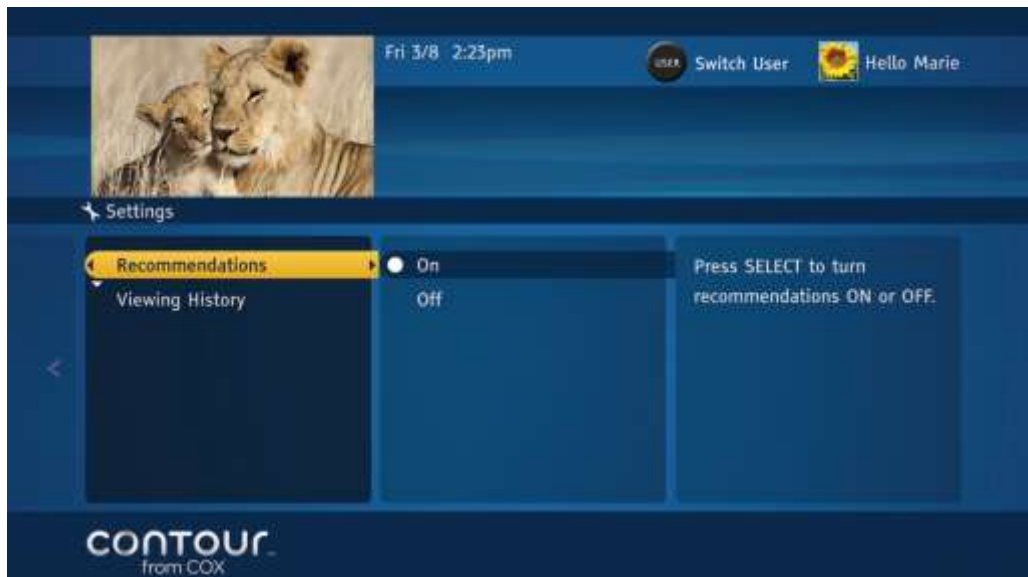 Fri 3/8 2:23pm
USER Switch User
Hello Marie
Settings
Recommendations
Viewing History
On
Off
Press SELECT to turn
recommendations ON or OFF.
<
contour
from COX